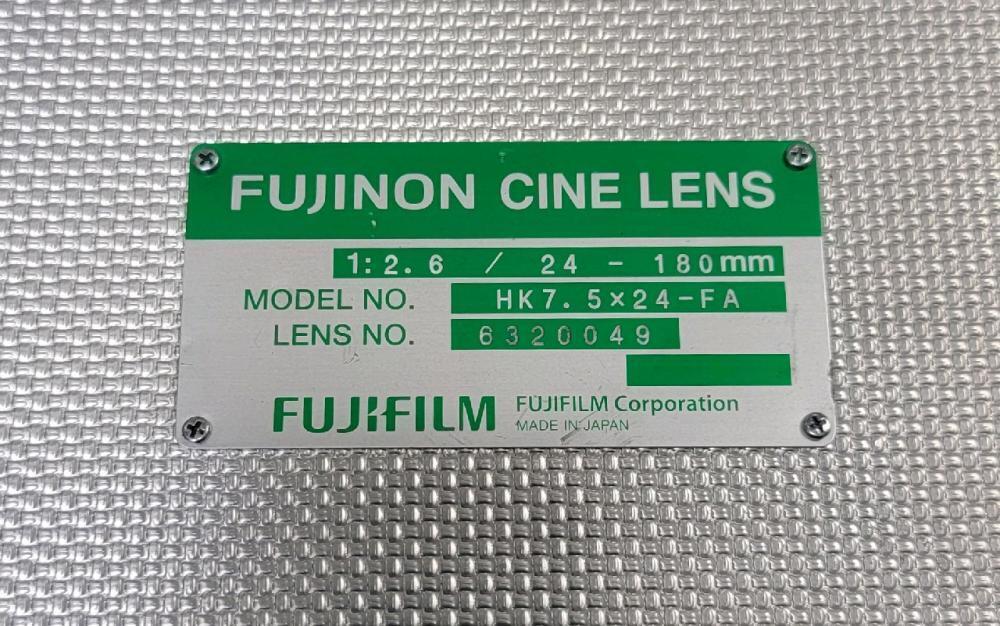 FUJINON CINE LENS
1:2.6 / 24 - 180mm
MODEL NO. HK7.5×24-FA
LENS NO. 6320049
FUJIFILM FUJIFILM Corporation
MADE IN JAPAN